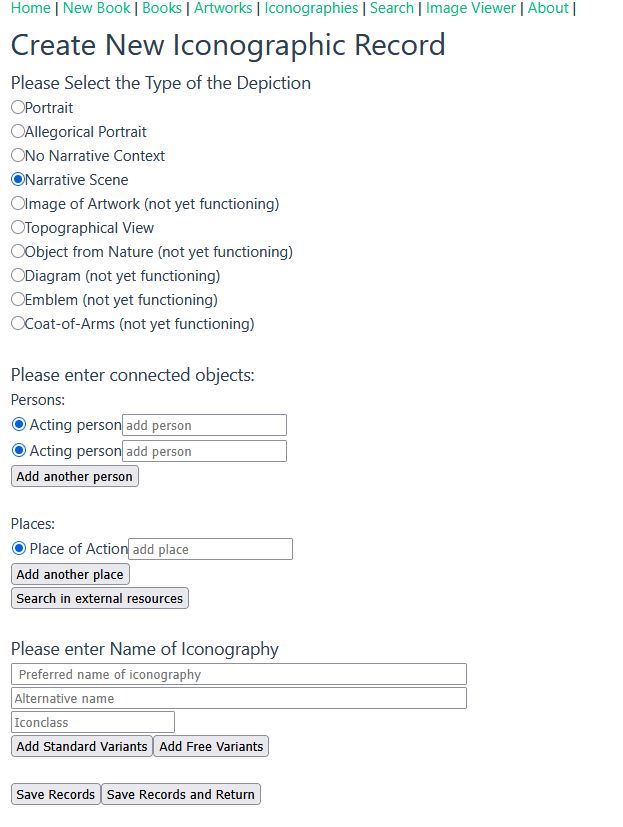 Home | New Book | Books | Artworks | Iconographies | Search | Image Viewer | About |
Create New Iconographic Record
Please Select the Type of the Depiction
Portrait
Allegorical Portrait
No Narrative Context
Narrative Scene
Image of Artwork (not yet functioning)
Topographical View
Object from Nature (not yet functioning)
Diagram (not yet functioning)
Emblem (not yet functioning)
Coat-of-Arms (not yet functioning)
Please enter connected objects:
Persons:
Acting person add person
Acting person add person
Add another person
Places:
Place of Action add place
Add another place
Search in external resources
Please enter Name of Iconography
Preferred name of iconography
Alternative name
Iconclass
Add Standard Variants Add Free Variants
Save Records Save Records and Return